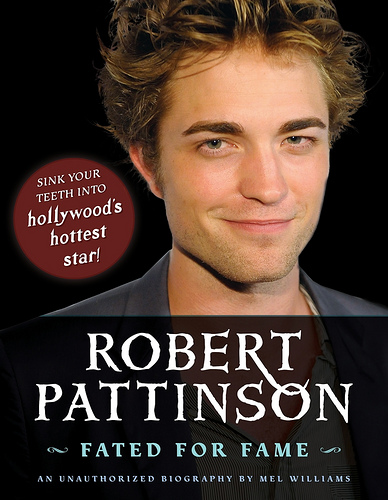 SINK YOUR
TEETH INTO
hollywood's
hottest
star!
ROBERT
PATTINSON
FATED FOR FAME
AN UNAUTHORIZED BIOGRAPHY BY MEL WILLIAMS